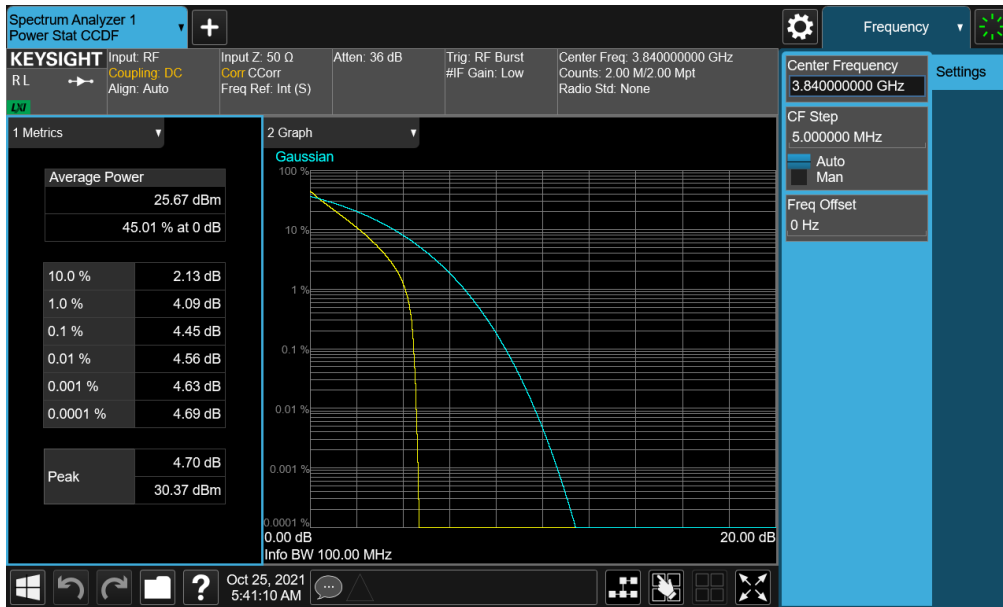 Spectrum Analyzer 1
Power Stat CCDF
Frequency
KEYSIGHT
R L
LXI
Input: RF
Coupling: DC
Align: Auto
Input Z: 50 Ω
Corr CCorr
Freq Ref: Int (S)
Atten: 36 dB
Trig: RF Burst
#IF Gain: Low
Center Freq: 3.840000000 GHz
Counts: 2.00 M/2.00 Mpt
Radio Std: None
Center Frequency
3.840000000 GHz
Settings
CF Step
5.000000 MHz
Auto
Man
Freq Offset
0 Hz
1 Metrics
Average Power
25.67 dBm
45.01 % at 0 dB
10.0 % 2.13 dB
1.0 % 4.09 dB
0.1 % 4.45 dB
0.01 % 4.56 dB
0.001 % 4.63 dB
0.0001 % 4.69 dB
Peak 4.70 dB
30.37 dBm
2 Graph
Gaussian
100 %
10 %
1 %
0.1 %
0.01 %
0.001 %
0.0001 %
0.00 dB 20.00 dB
Info BW 100.00 MHz
?
Oct 25, 2021
5:41:10 AM